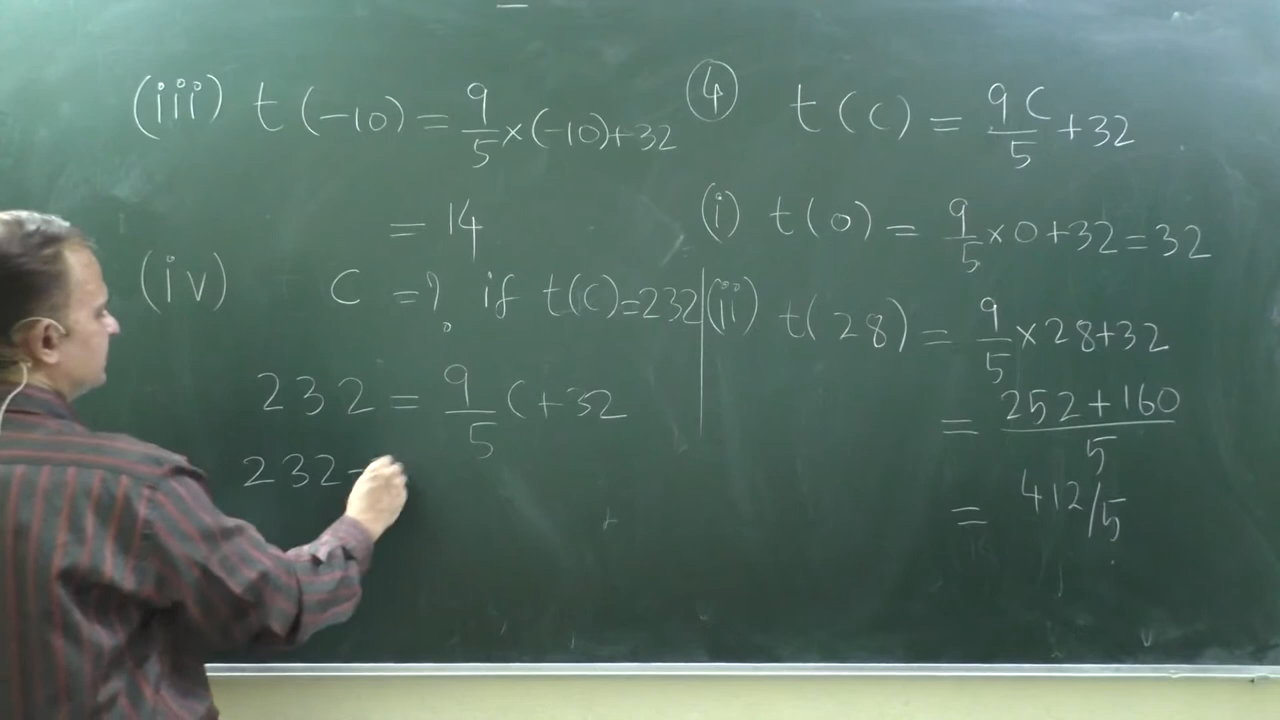 ④ t(C) = 9C/5 + 32
(i) t(0) = 9/5 × 0 + 32 = 32
(ii) t(28) = 9/5 × 28 + 32
= 252 + 160 / 5
= 412/5
(iii) t(-10) = 9/5 × (-10) + 32
= 14
(iv) C = ? if t(C) = 232
232 = 9/5 C + 32
232 -